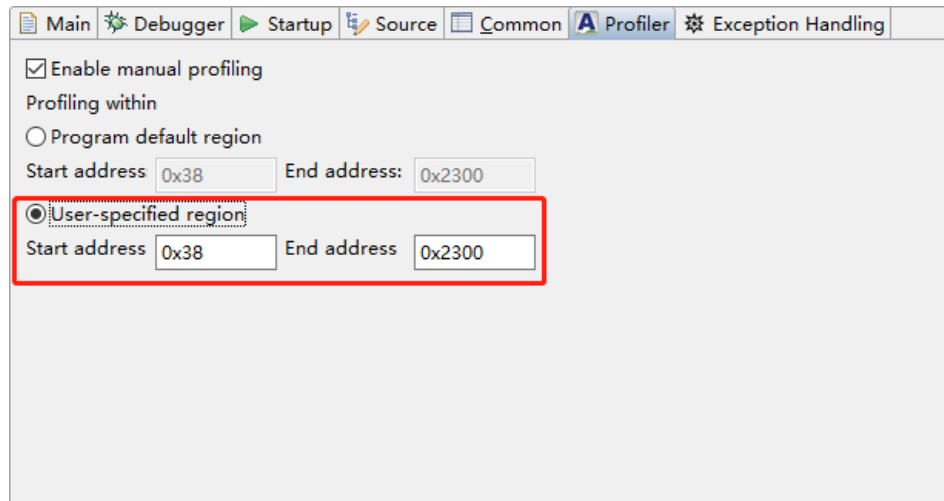 Main Debugger Startup Source Common Profiler Exception Handling
Enable manual profiling
Profiling within
Program default region
Start address 0x38 End address: 0x2300
User-specified region
Start address 0x38 End address 0x2300